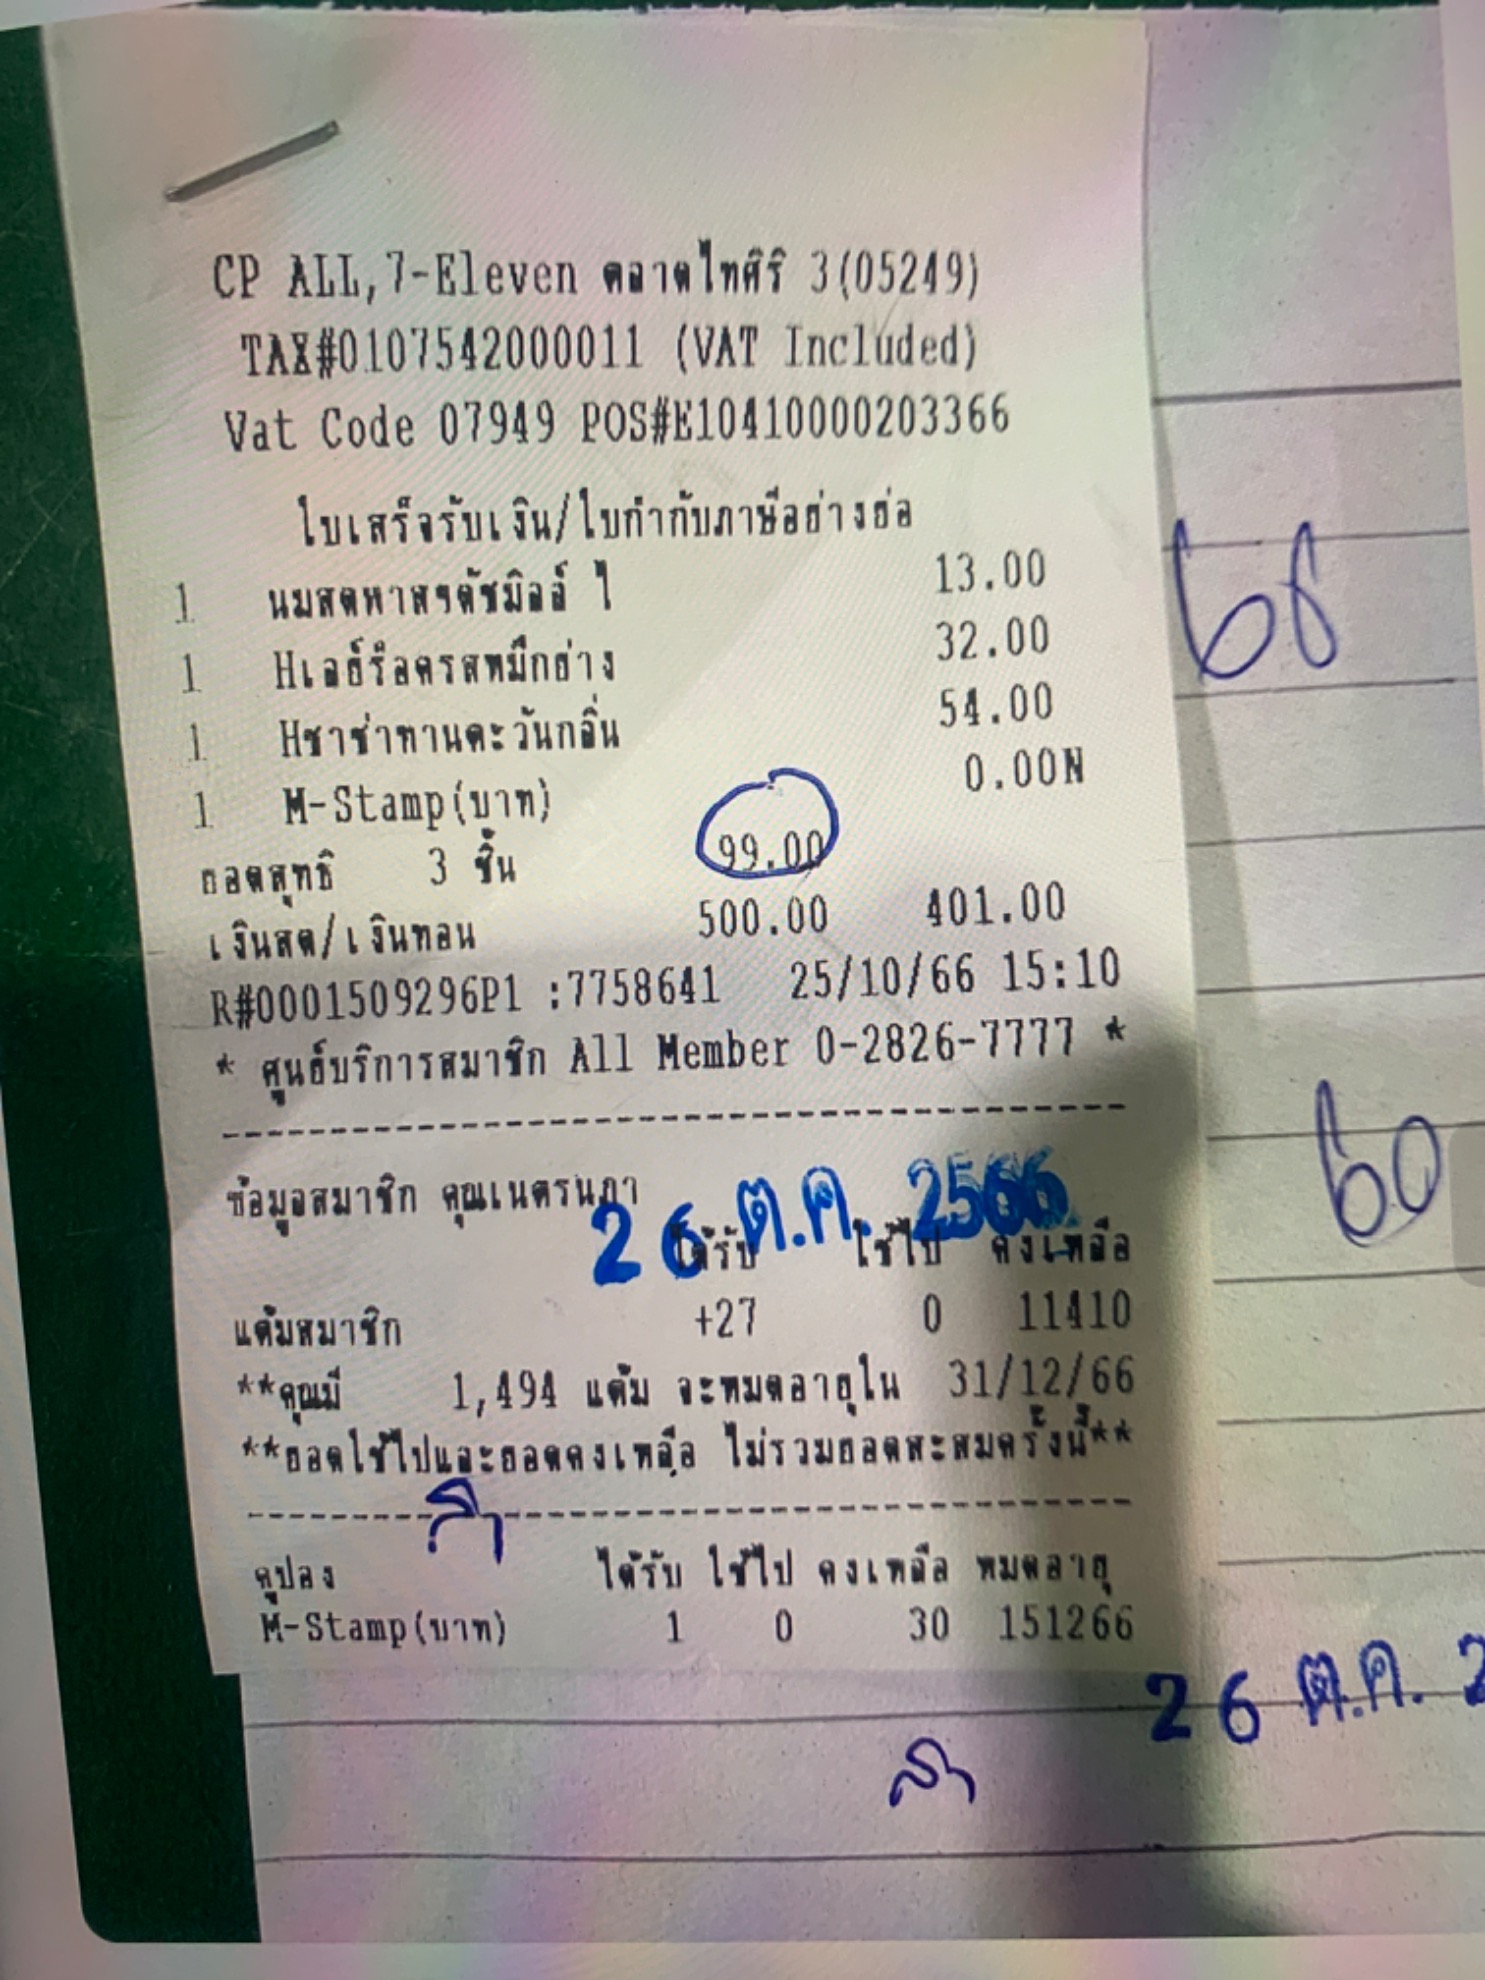 CP ALL,7-Eleven ตลาดไทศิริ 3(05249)
TAX#0107542000011 (VAT Included)
Vat Code 07949 POS#E10410000203366
ใบเสร็จรับเงิน/ใบกำกับภาษีอย่างย่อ
1 นมสดพาสฯดัชมิลล์ ไ 13.00
1 Hเลย์ร็อครสหมึกย่าง 32.00
1 Hชาช่าทานตะวันกลิ่น 54.00
1 M-Stamp(บาท) 0.00N
ยอดสุทธิ 3 ชิ้น 99.00
เงินสด/เงินทอน 500.00 401.00
R#0001509296P1 :7758641 25/10/66 15:10
* ศูนย์บริการสมาชิก All Member 0-2826-7777 *
ข้อมูลสมาชิก คุณเนตรนภา
26 ต.ค. 2566
ได้รับ ใช้ไป คงเหลือ
แต้มสมาชิก +27 0 11410
**คุณมี 1,494 แต้ม จะหมดอายุใน 31/12/66
**ยอดใช้ไปและยอดคงเหลือ ไม่รวมยอดสะสมครั้งนี้**
คูปอง ได้รับ ใช้ไป คงเหลือ หมดอายุ
M-Stamp(บาท) 1 0 30 151266
60
26 ต.ค. 2